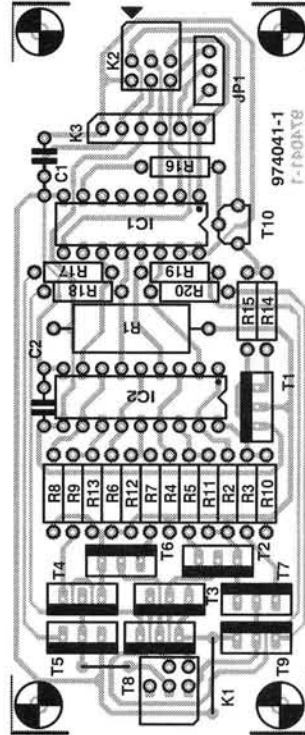 K2
JP1
K3
974041-1
974041-1
C1
R16
IC1
T10
R17
R19
R18
R20
R1
R15
R14
C2
IC2
T1
R8
R9
R13
R6
R12
R7
R4
R5
R11
R2
R3
R10
T4
T6
T2
T3
T7
T5
T8
K1
T9